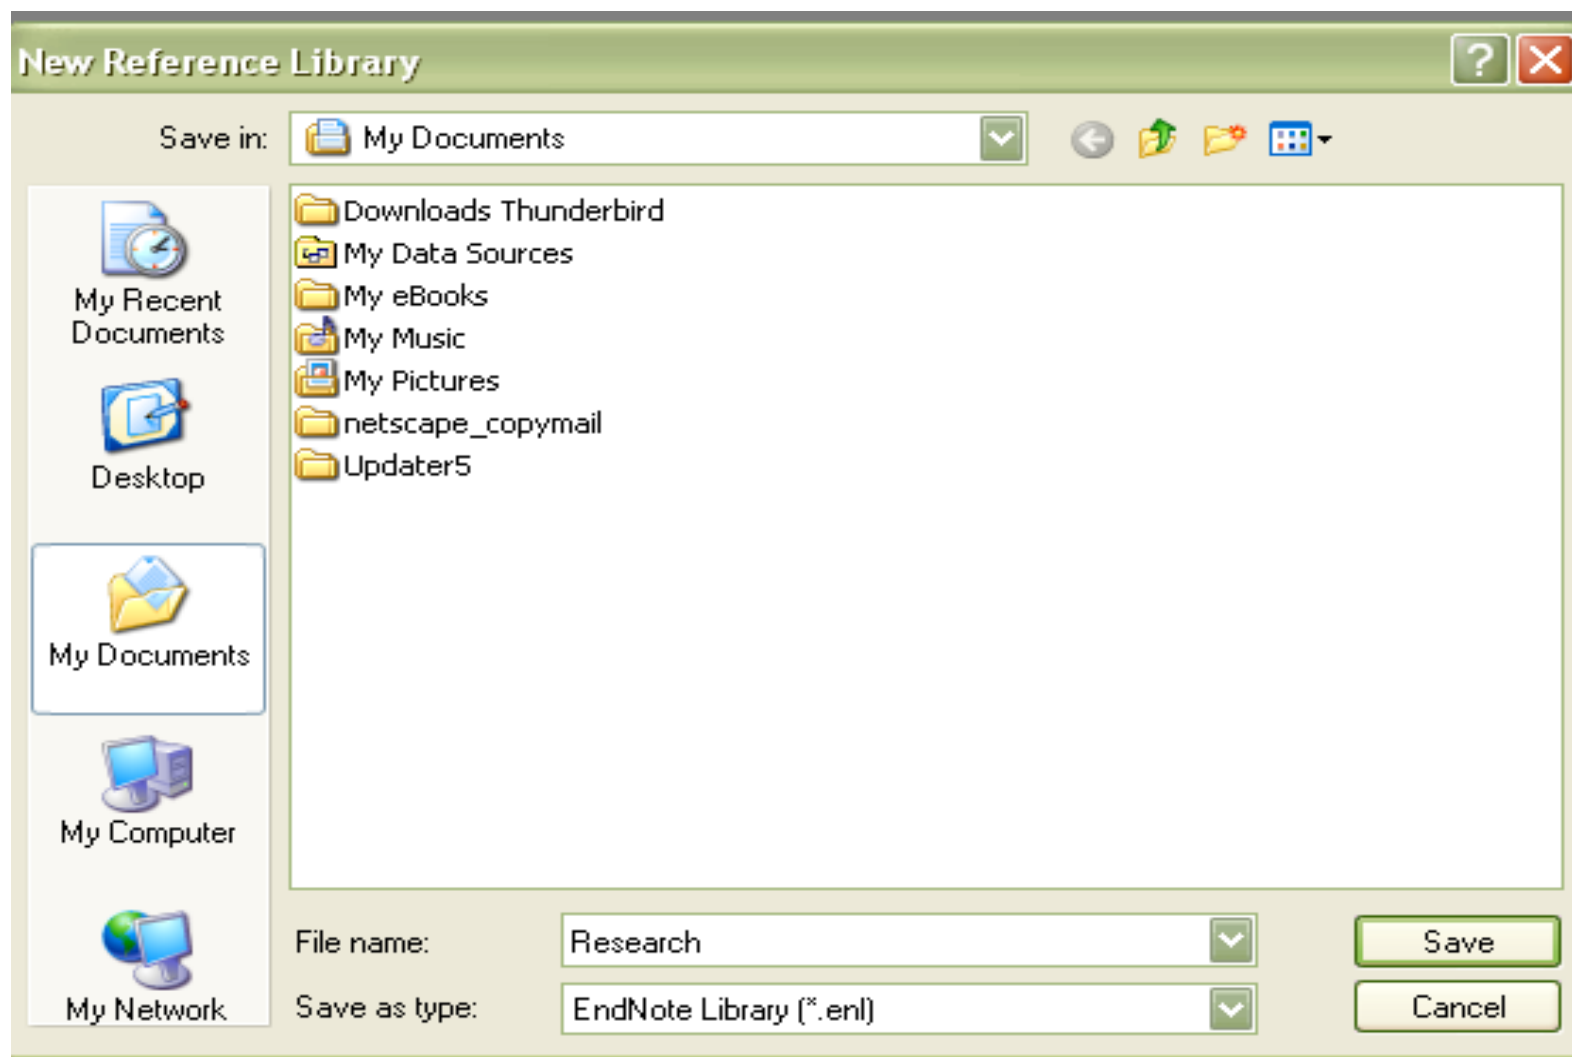 New Reference Library
?
Save in:
My Documents
My Recent
Documents
Desktop
My Documents
My Computer
My Network
Downloads Thunderbird
My Data Sources
My eBooks
My Music
My Pictures
netscape_copymail
Updater5
File name:
Research
Save
Save as type:
EndNote Library (*.enl)
Cancel